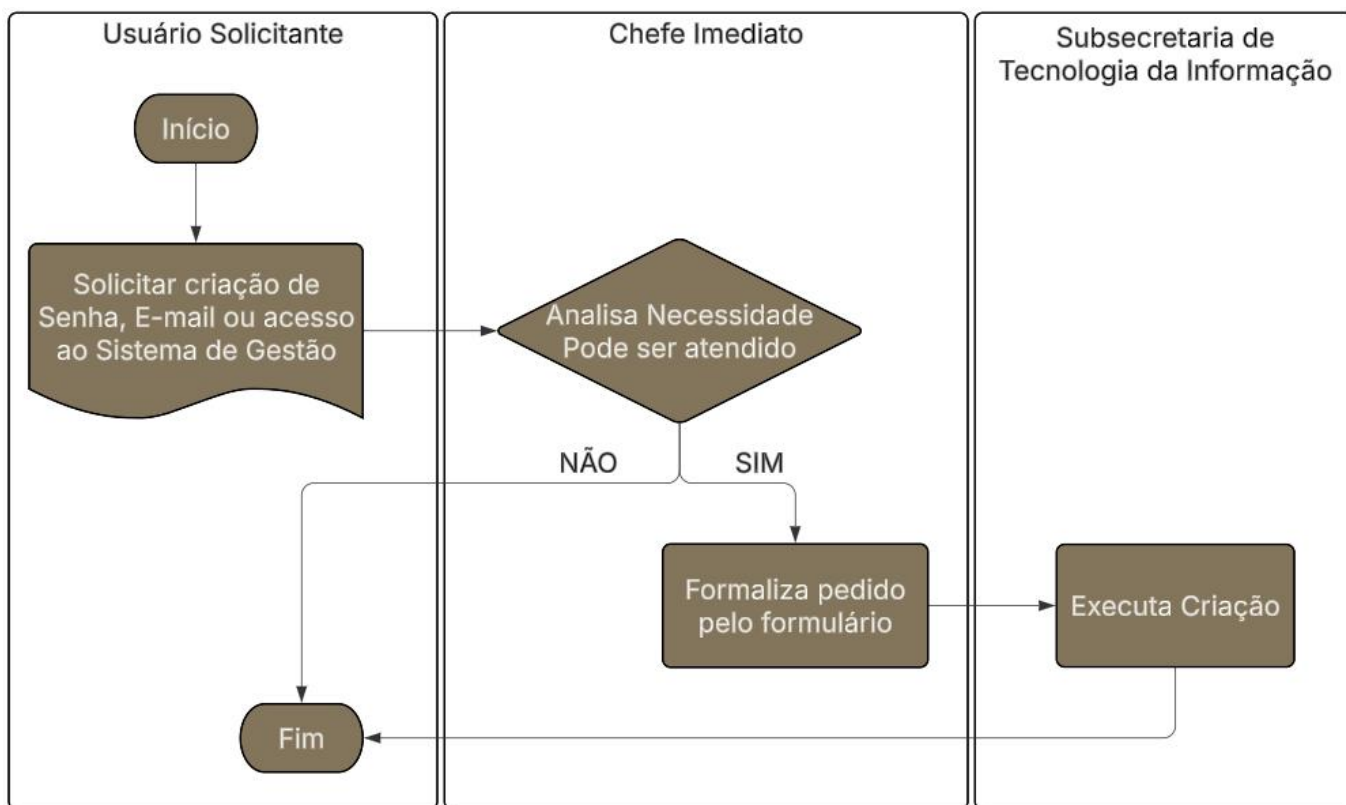 Usuário Solicitante
Chefe Imediato
Subsecretaria de
Tecnologia da Informação
Início
Solicitar criação de
Senha, E-mail ou acesso
ao Sistema de Gestão
Analisa Necessidade
Pode ser atendido
NÃO
SIM
Formaliza pedido
pelo formulário
Executa Criação
Fim